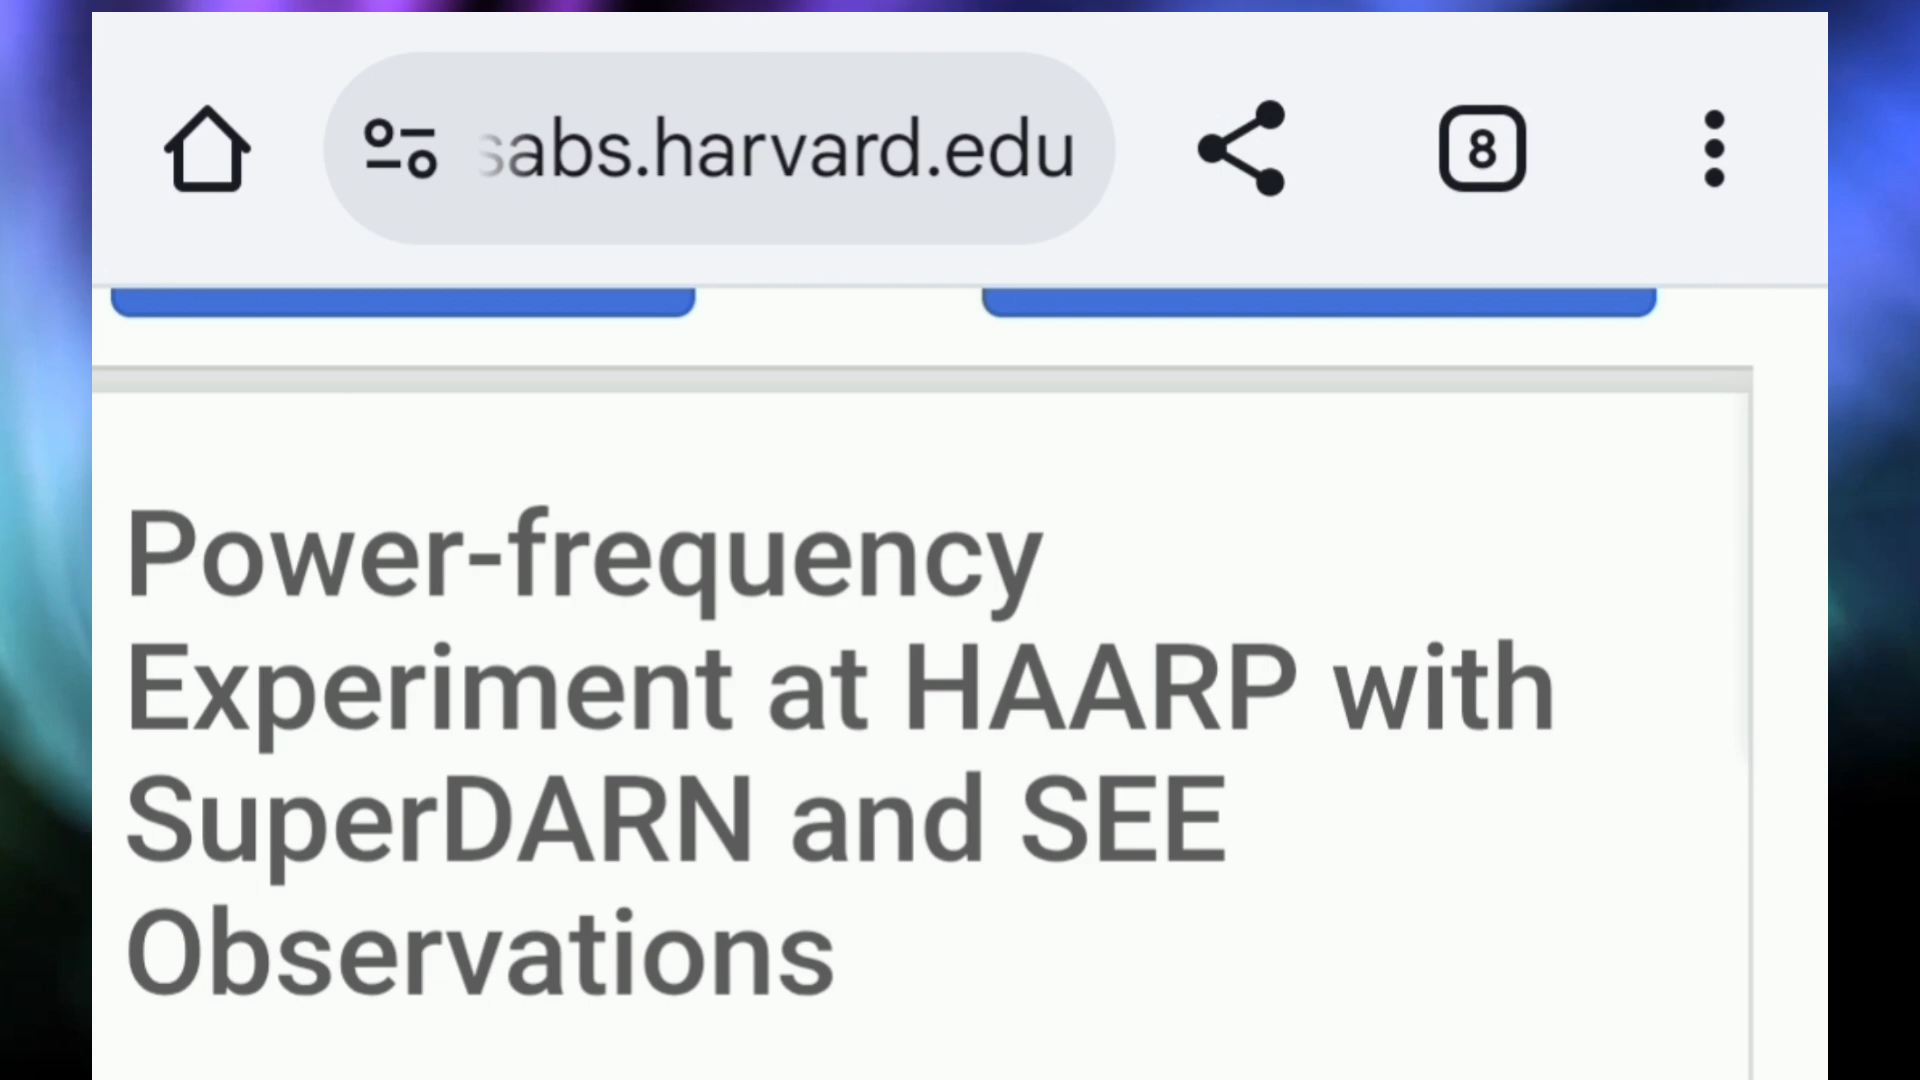 sabs.harvard.edu
8
Power-frequency
Experiment at HAARP with
SuperDARN and SEE
Observations